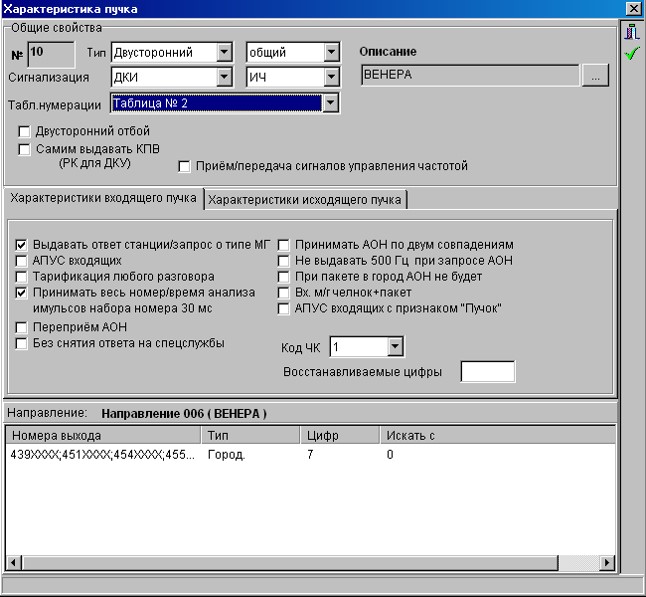 Характеристика пучка
Общие свойства
№ 10 Тип Двусторонний общий Описание
Сигнализация ДКИ ИЧ ВЕНЕРА ...
Табл.нумерации Таблица № 2
Двусторонний отбой
Самим выдавать КПВ
(РК для ДКУ) Приём/передача сигналов управления частотой
Характеристики входящего пучка Характеристики исходящего пучка
Выдавать ответ станции/запрос о типе МГ Принимать АОН по двум совпадениям
АПУС входящих Не выдавать 500 Гц при запросе АОН
Тарификация любого разговора При пакете в город АОН не будет
Принимать весь номер/время анализа Вх. м/г челнок+пакет
имульсов набора номера 30 мс АПУС входящих с признаком "Пучок"
Переприём АОН
Без снятия ответа на спецслужбы Код ЧК 1
Восстанавливаемые цифры
Направление: Направление 006 ( ВЕНЕРА )
Номера выхода Тип Цифр Искать с
439XXXX;451XXXX;454XXXX;455... Город. 7 0